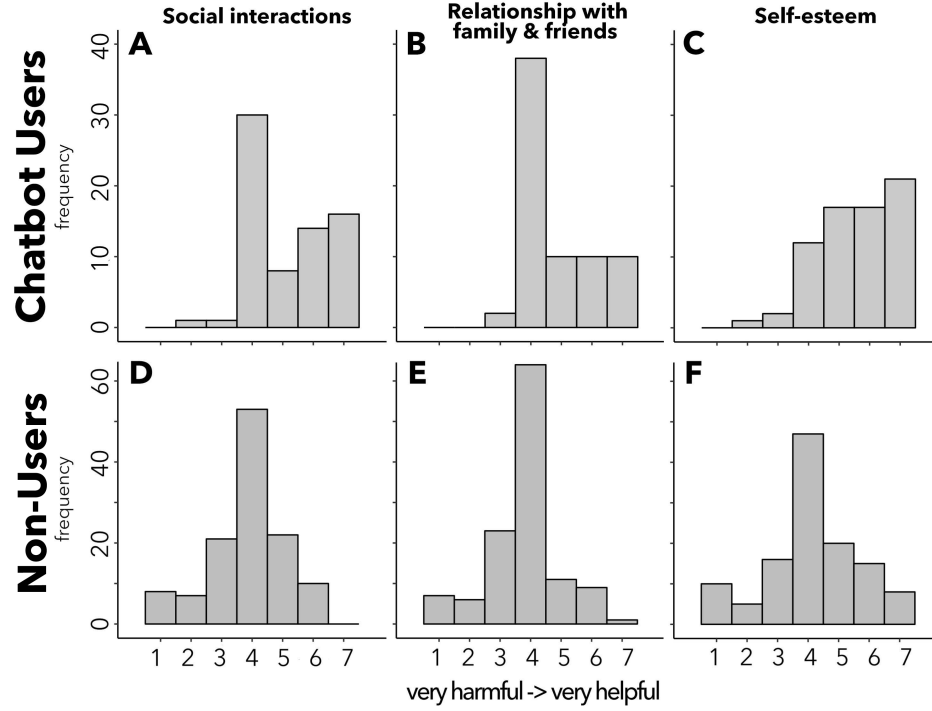 Social interactions
Relationship with
family & friends
Self-esteem
Chatbot Users
frequency
A
B
C
40
30
20
10
0
Non-Users
frequency
D
E
F
60
40
20
0
1 2 3 4 5 6 7
1 2 3 4 5 6 7
1 2 3 4 5 6 7
very harmful -> very helpful